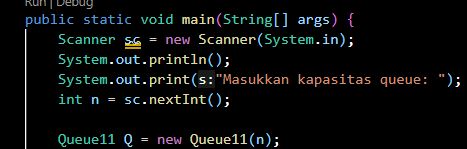 Run | Debug
public static void main(String[] args) {
Scanner sc = new Scanner(System.in);
System.out.println();
System.out.print(s:"Masukkan kapasitas queue: ");
int n = sc.nextInt();
Queue11 Q = new Queue11(n);